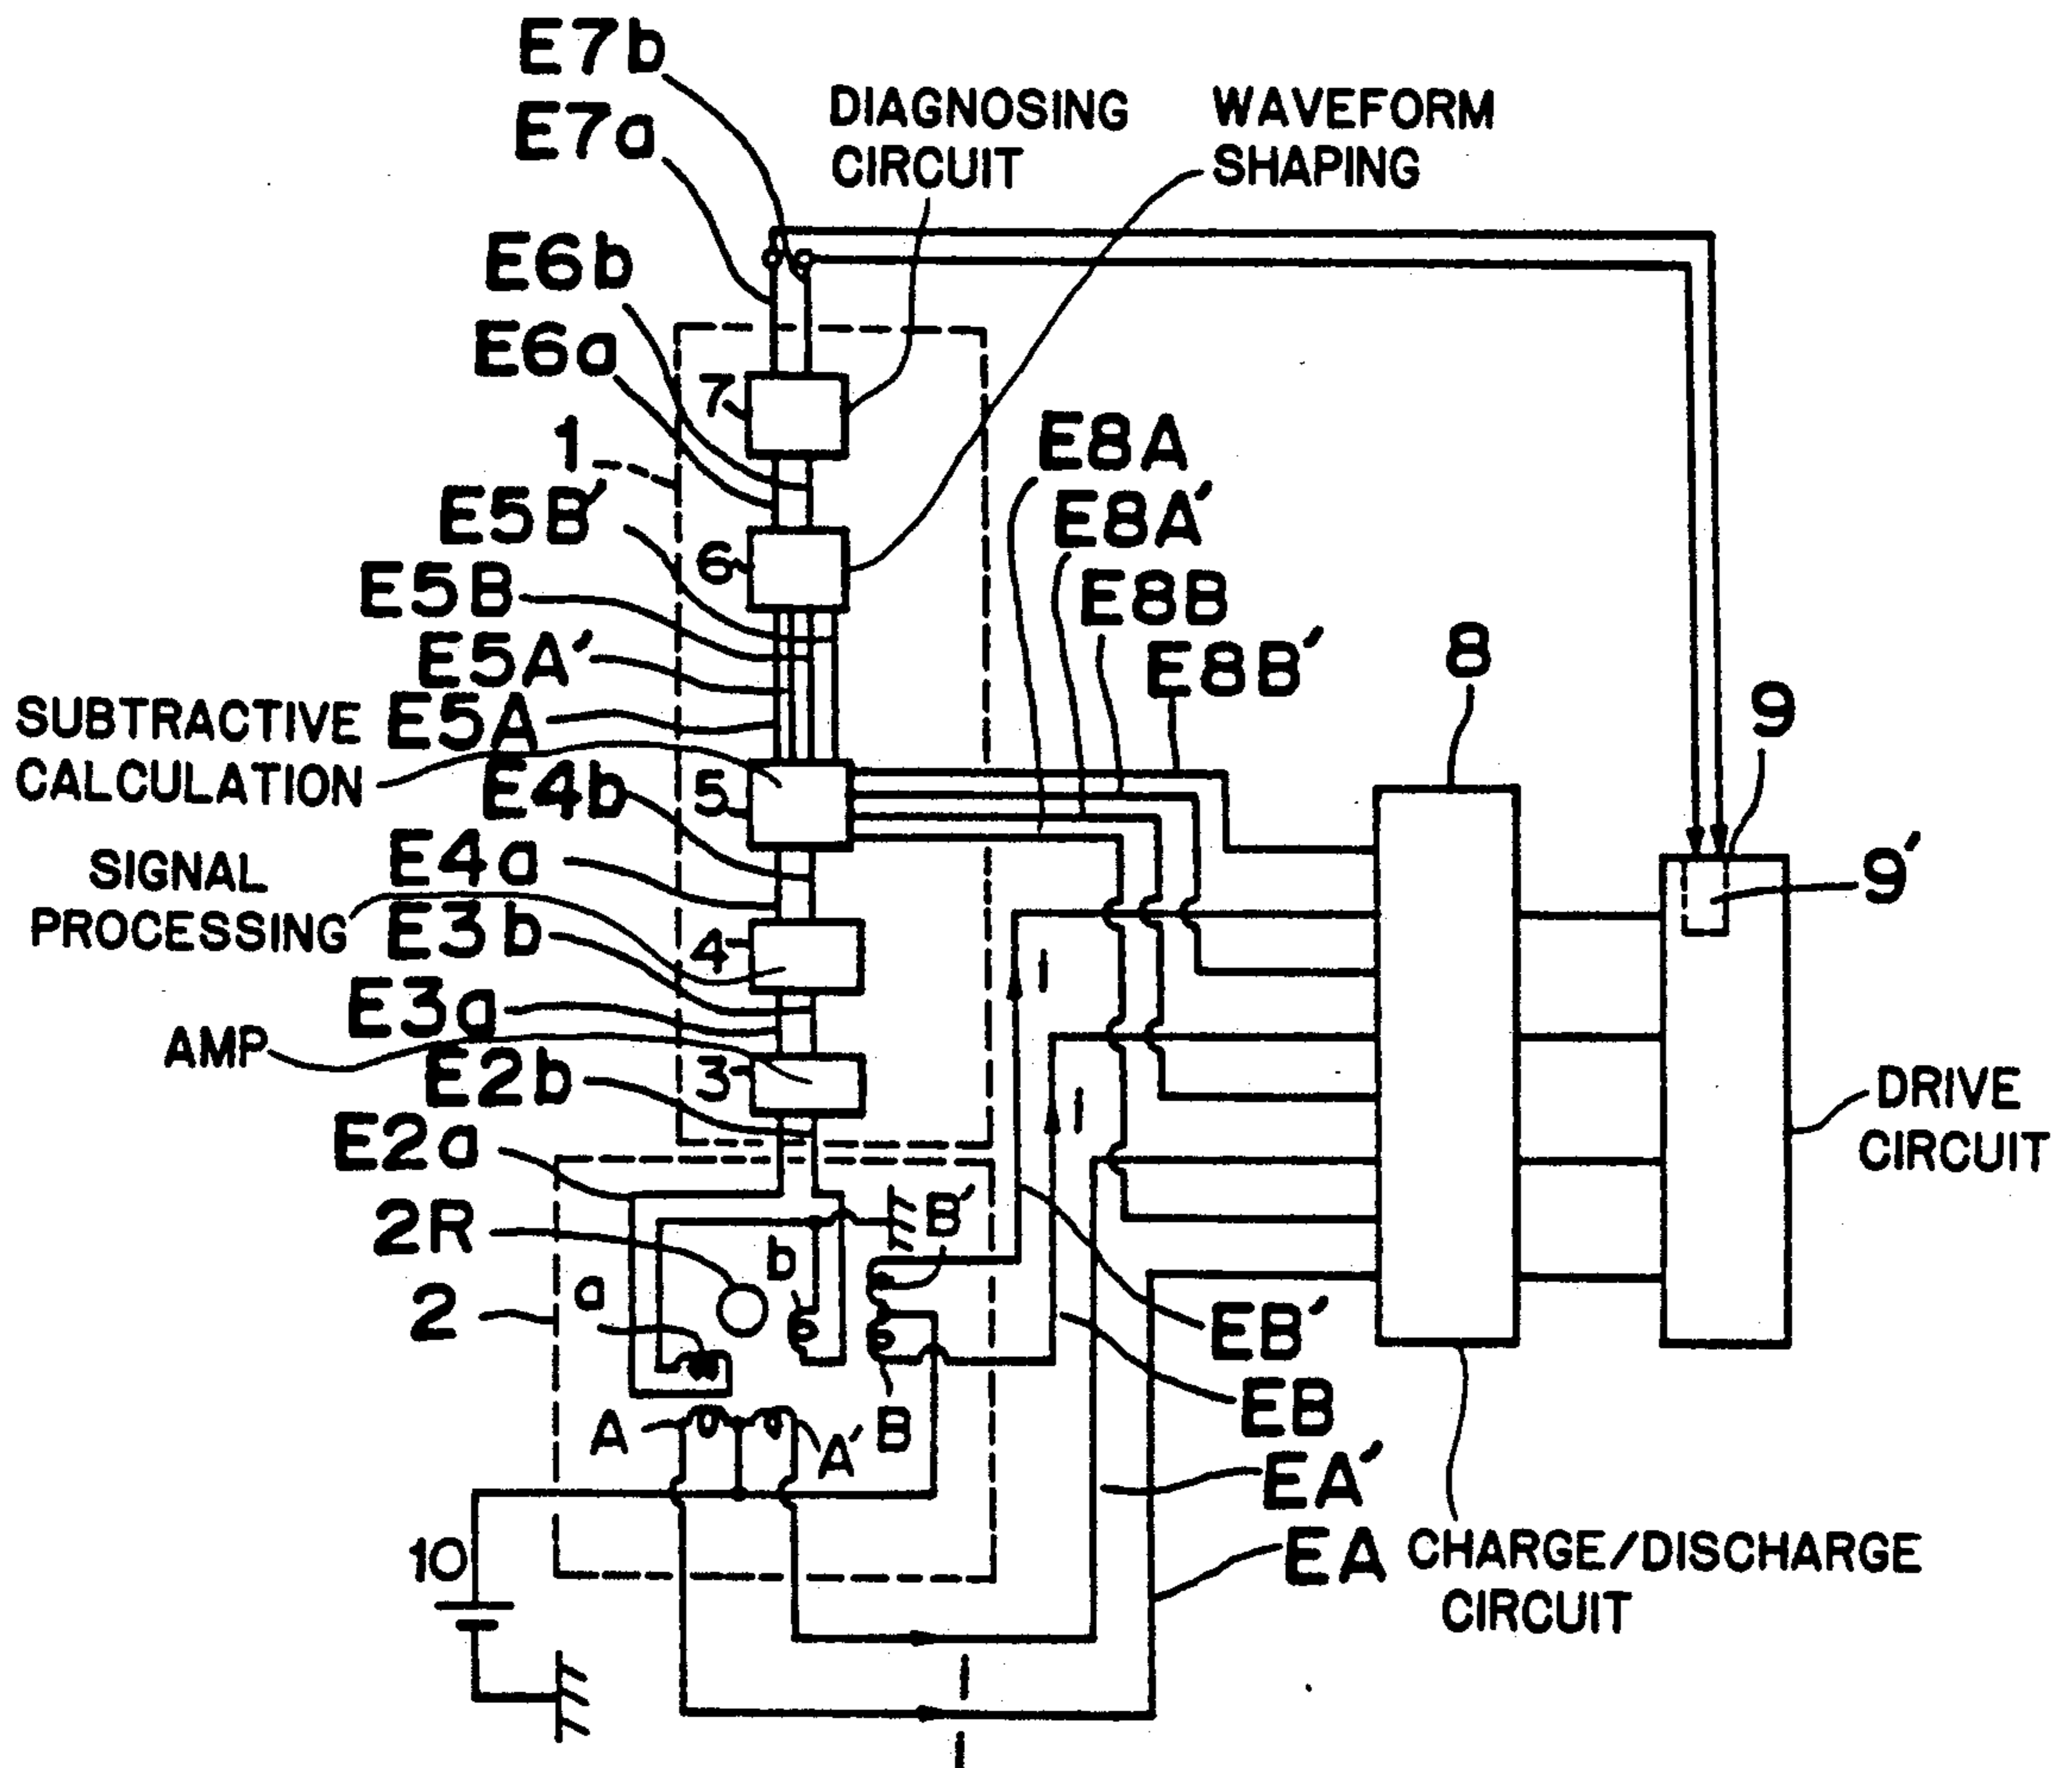 E7b
E7a
DIAGNOSING
CIRCUIT
WAVEFORM
SHAPING
E6b
E6a
7
1
E5B'
6
E5B
E5A'
E5A
SUBTRACTIVE
CALCULATION
E8A
E8A'
E8B
E8B'
8
9
9'
5
E4b
E4a
SIGNAL
PROCESSING
E3b
4
E3a
AMP
3
E2b
E2a
I
I
DRIVE
CIRCUIT
2R
2
a
b
B'
B
A
A'
EB'
EB
EA'
EA
CHARGE/DISCHARGE
CIRCUIT
10
I
I